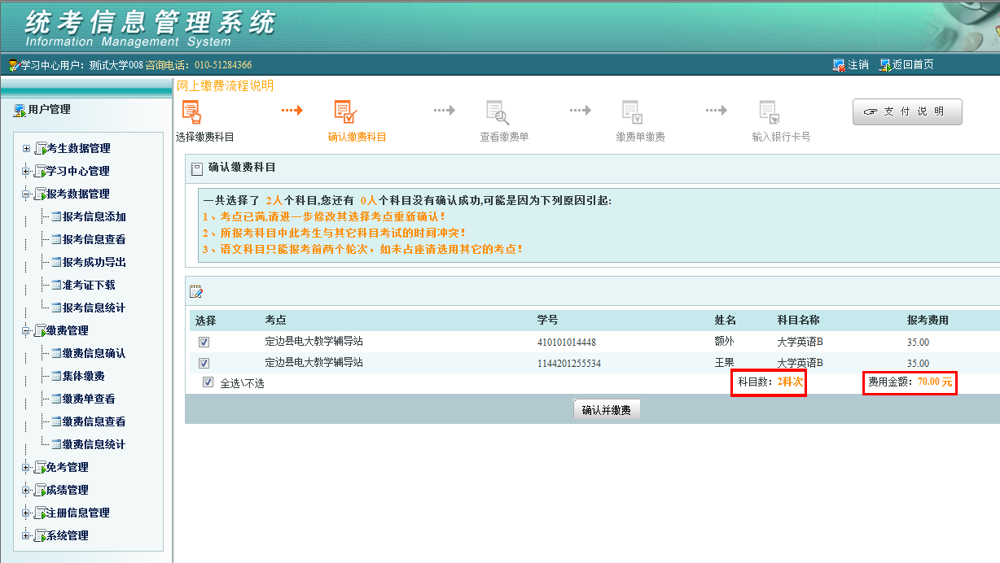 统考信息管理系统
Information Management System
学习中心用户：测试大学008 咨询电话：010-51284366
注销 返回首页
用户管理
考生数据管理
学习中心管理
报考数据管理
报考信息添加
报考信息查看
报考成功导出
准考证下载
报考信息统计
缴费管理
缴费信息确认
集体缴费
缴费单查看
缴费信息查看
缴费信息统计
免考管理
成绩管理
注册信息管理
系统管理
网上缴费流程说明
选择缴费科目 确认缴费科目 查看缴费单 缴费单缴费 输入银行卡号
支 付 说 明
确认缴费科目
一共选择了 2人个科目,您还有 0人个科目没有确认成功,可能是因为下列原因引起:
1、考点已满,请进一步修改其选择考点重新确认！
2、所报考科目中此考生与其它科目考试的时间冲突！
3、语文科目只能报考前两个轮次，如未占座请选用其它的考点！
选择 考点 学号 姓名 科目名称 报考费用
定边县电大教学辅导站 410101014448 额外 大学英语B 35.00
定边县电大教学辅导站 1144201255534 王果 大学英语B 35.00
全选\不选 科目数：2科次 费用金额：70.00 元
确认并缴费